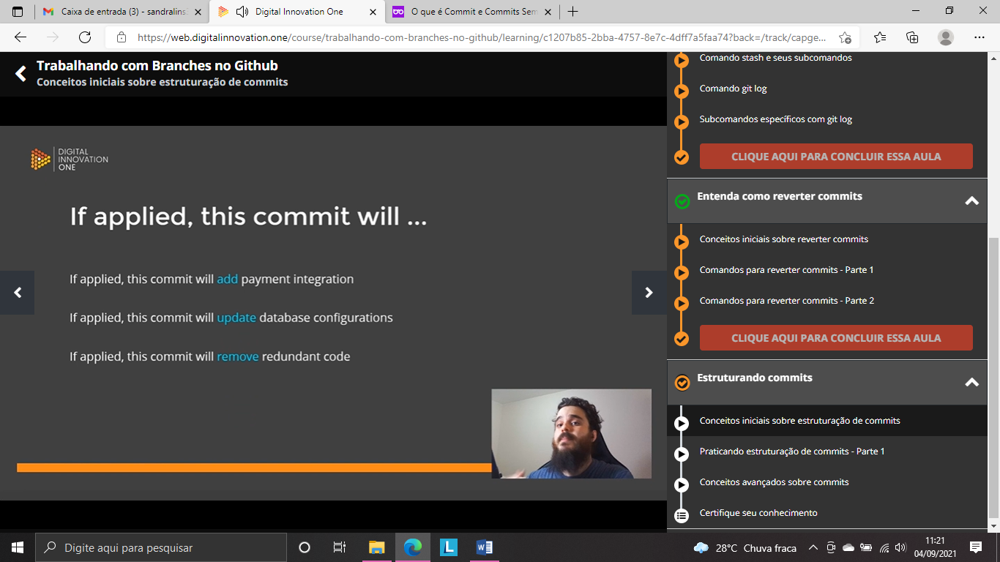 Caixa de entrada (3) - sandralins
Digital Innovation One
O que é Commit e Commits Sem
https://web.digitalinnovation.one/course/trabalhando-com-branches-no-github/learning/c1207b85-2bba-4757-8e7c-4dff7a5faa74?back=/track/capge...
Trabalhando com Branches no Github
Conceitos iniciais sobre estruturação de commits
DIGITAL
INNOVATION
ONE
If applied, this commit will ...
If applied, this commit will add payment integration
If applied, this commit will update database configurations
If applied, this commit will remove redundant code
Comando stash e seus subcomandos
Comando git log
Subcomandos específicos com git log
CLIQUE AQUI PARA CONCLUIR ESSA AULA
Entenda como reverter commits
Conceitos iniciais sobre reverter commits
Comandos para reverter commits - Parte 1
Comandos para reverter commits - Parte 2
CLIQUE AQUI PARA CONCLUIR ESSA AULA
Estruturando commits
Conceitos iniciais sobre estruturação de commits
Praticando estruturação de commits - Parte 1
Conceitos avançados sobre commits
Certifique seu conhecimento
Digite aqui para pesquisar
L
W
28°C Chuva fraca
11:21
04/09/2021